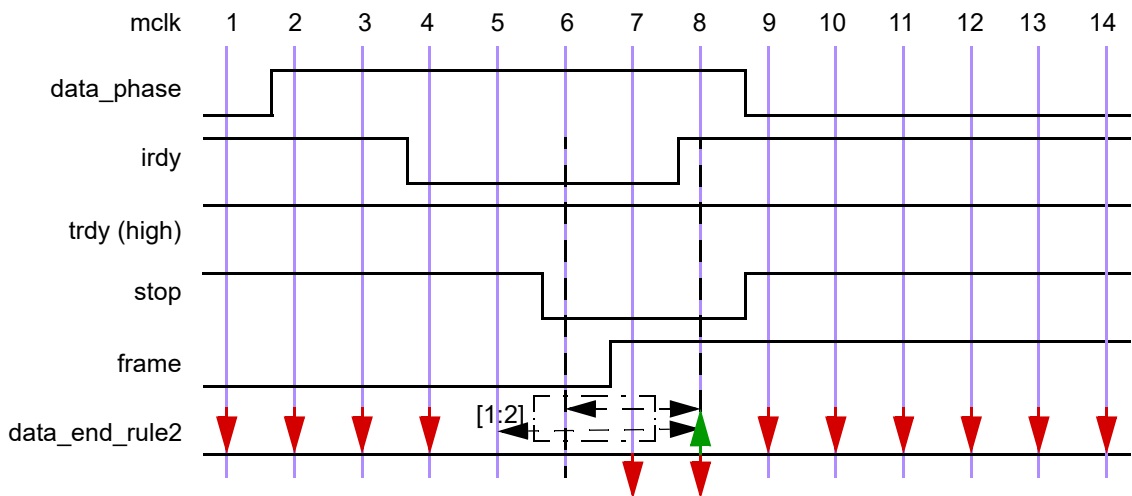 mclk 1 2 3 4 5 6 7 8 9 10 11 12 13 14
data_phase
irdy
trdy (high)
stop
frame
[1:2]
data_end_rule2